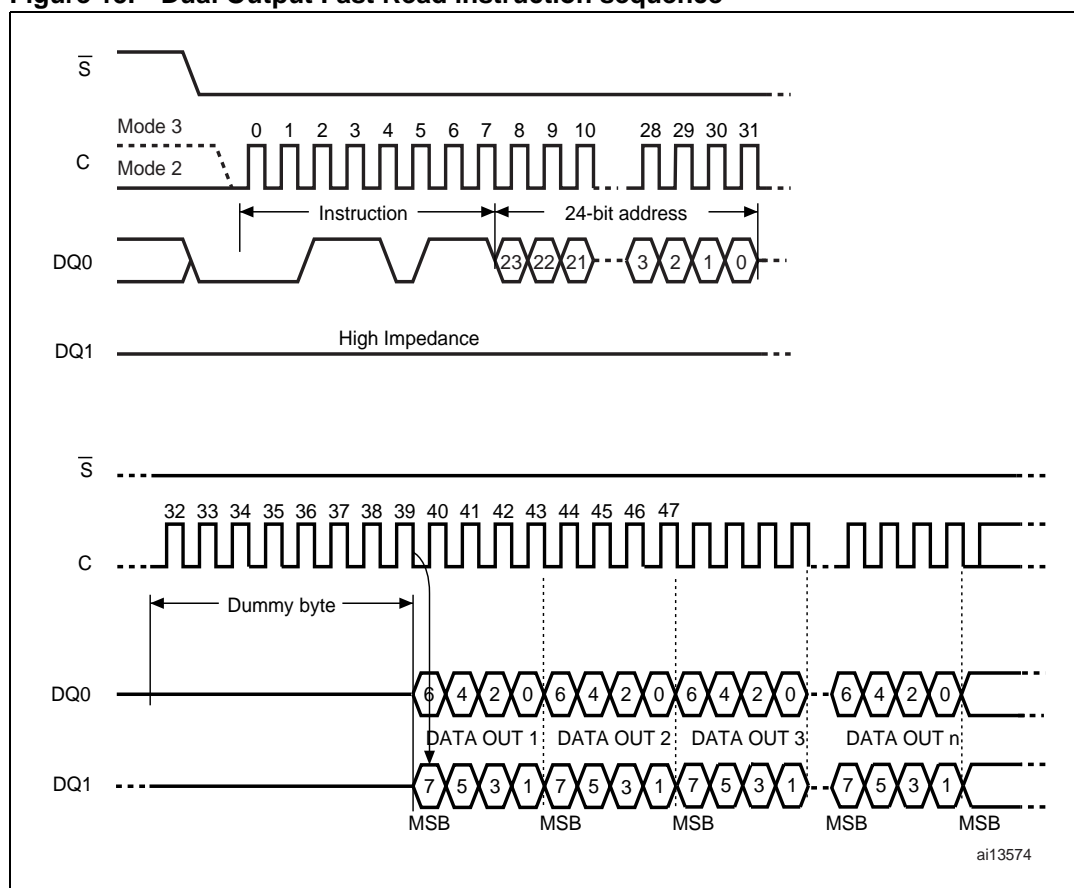 Figure 15. Dual Output Fast Read instruction sequence
S
Mode 3
0 1 2 3 4 5 6 7 8 9 10 28 29 30 31
C
Mode 2
Instruction 24-bit address
DQ0 23 22 21 3 2 1 0
High Impedance
DQ1
S
32 33 34 35 36 37 38 39 40 41 42 43 44 45 46 47
C
Dummy byte
DQ0 6 4 2 0 6 4 2 0 6 4 2 0 6 4 2 0
DATA OUT 1 DATA OUT 2 DATA OUT 3 DATA OUT n
DQ1 7 5 3 1 7 5 3 1 7 5 3 1 7 5 3 1
MSB MSB MSB MSB MSB
ai13574